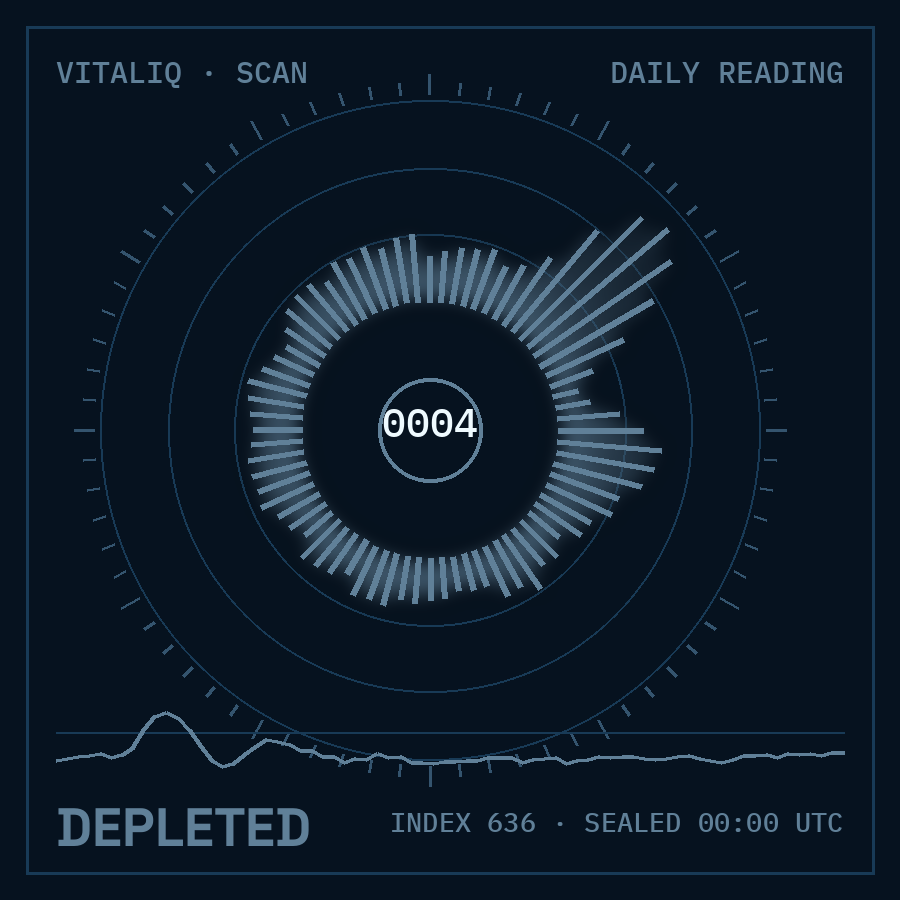 VITALIQ · SCAN
DAILY READING
0004
DEPLETED
INDEX 636 · SEALED 00:00 UTC